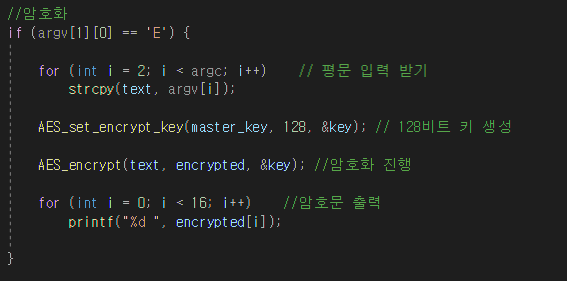 //암호화
if (argv[1][0] == 'E') {
for (int i = 2; i < argc; i++) // 평문 입력 받기
strcpy(text, argv[i]);
AES_set_encrypt_key(master_key, 128, &key); // 128비트 키 생성
AES_encrypt(text, encrypted, &key); //암호화 진행
for (int i = 0; i < 16; i++) //암호문 출력
printf("%d ", encrypted[i]);
}